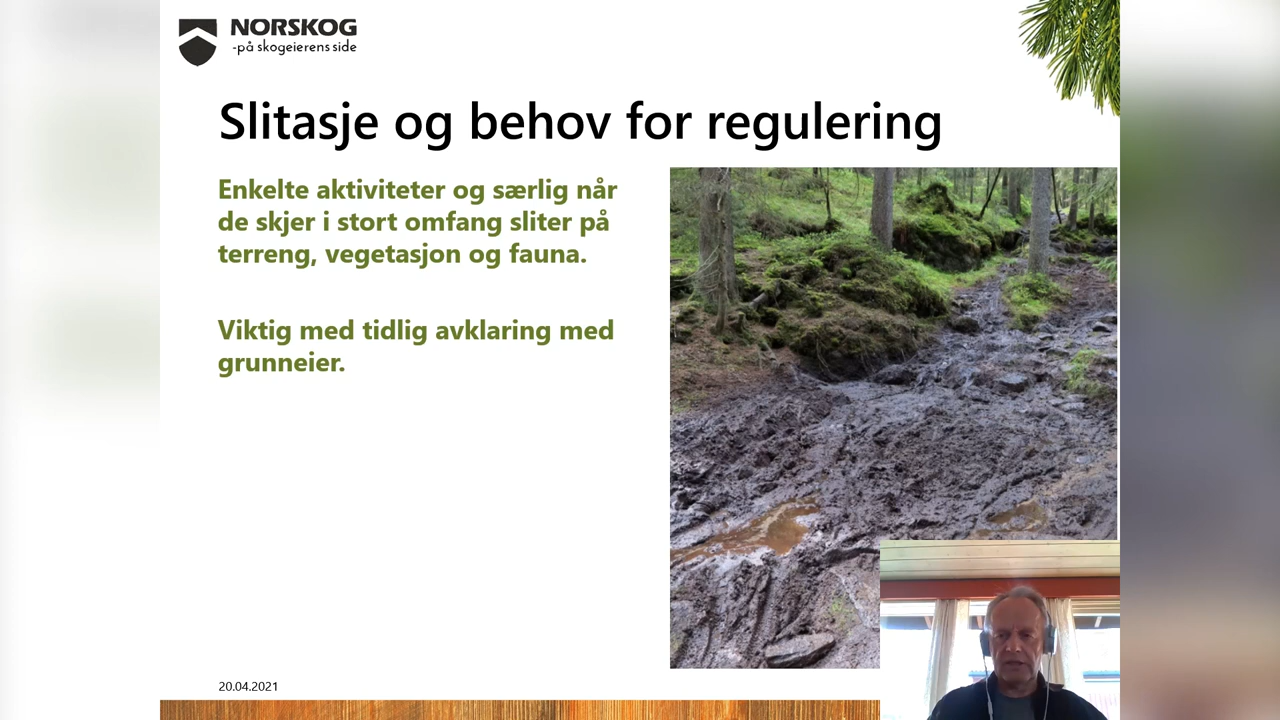 NORSKOG
-på skogeierens side
Slitasje og behov for regulering
Enkelte aktiviteter og særlig når
de skjer i stort omfang sliter på
terreng, vegetasjon og fauna.
Viktig med tidlig avklaring med
grunneier.
20.04.2021